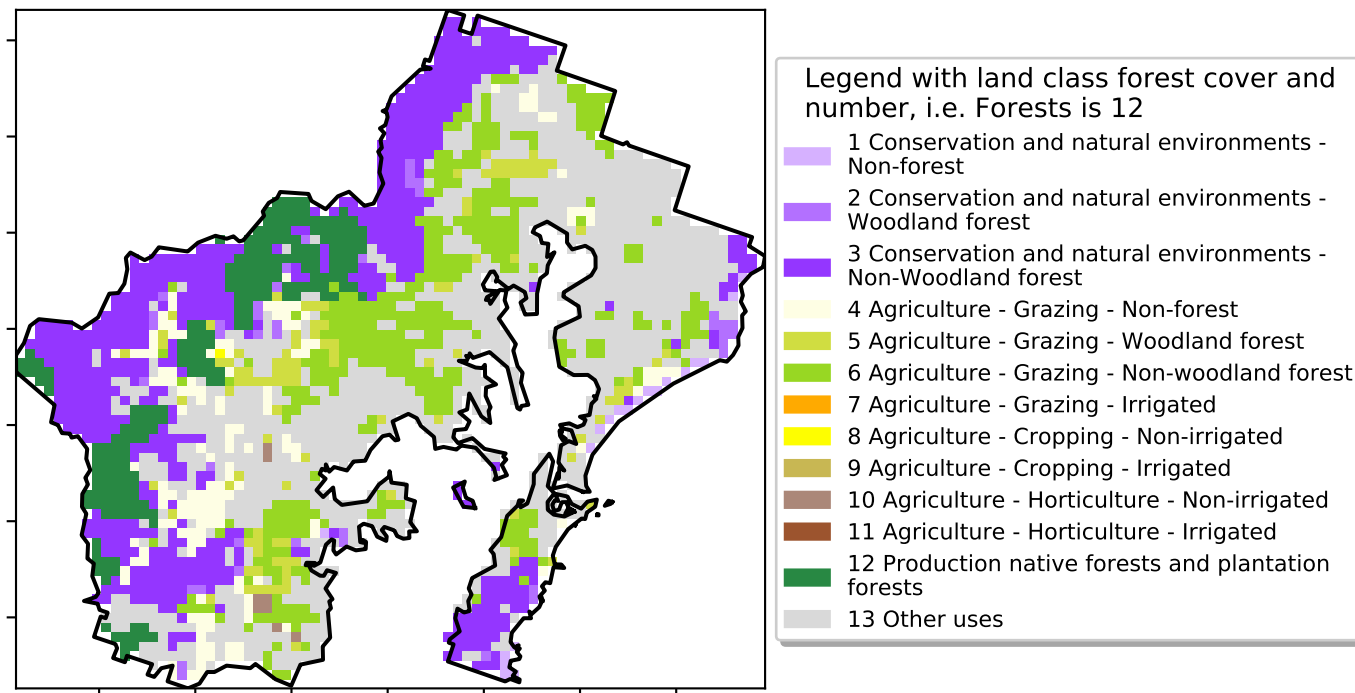 Legend with land class forest cover and
number, i.e. Forests is 12
1 Conservation and natural environments -
Non-forest
2 Conservation and natural environments -
Woodland forest
3 Conservation and natural environments -
Non-Woodland forest
4 Agriculture - Grazing - Non-forest
5 Agriculture - Grazing - Woodland forest
6 Agriculture - Grazing - Non-woodland forest
7 Agriculture - Grazing - Irrigated
8 Agriculture - Cropping - Non-irrigated
9 Agriculture - Cropping - Irrigated
10 Agriculture - Horticulture - Non-irrigated
11 Agriculture - Horticulture - Irrigated
12 Production native forests and plantation
forests
13 Other uses